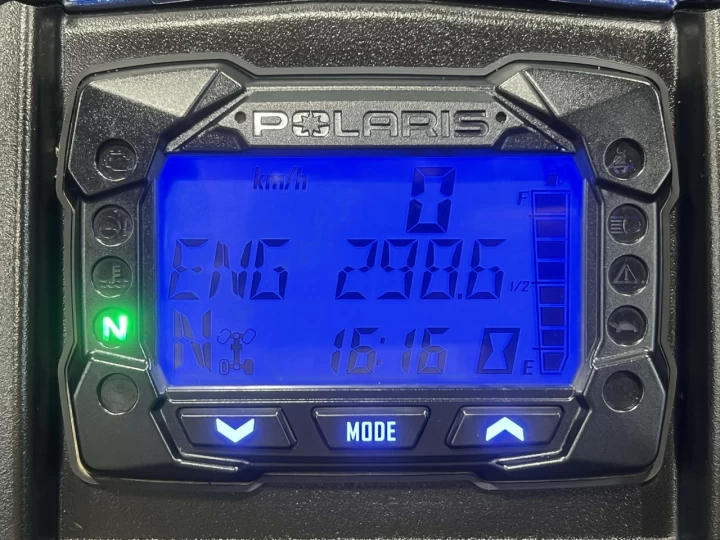 POLARIS
km/h 0
F
ENG 298.6
1/2
N
N 16:16
E
MODE